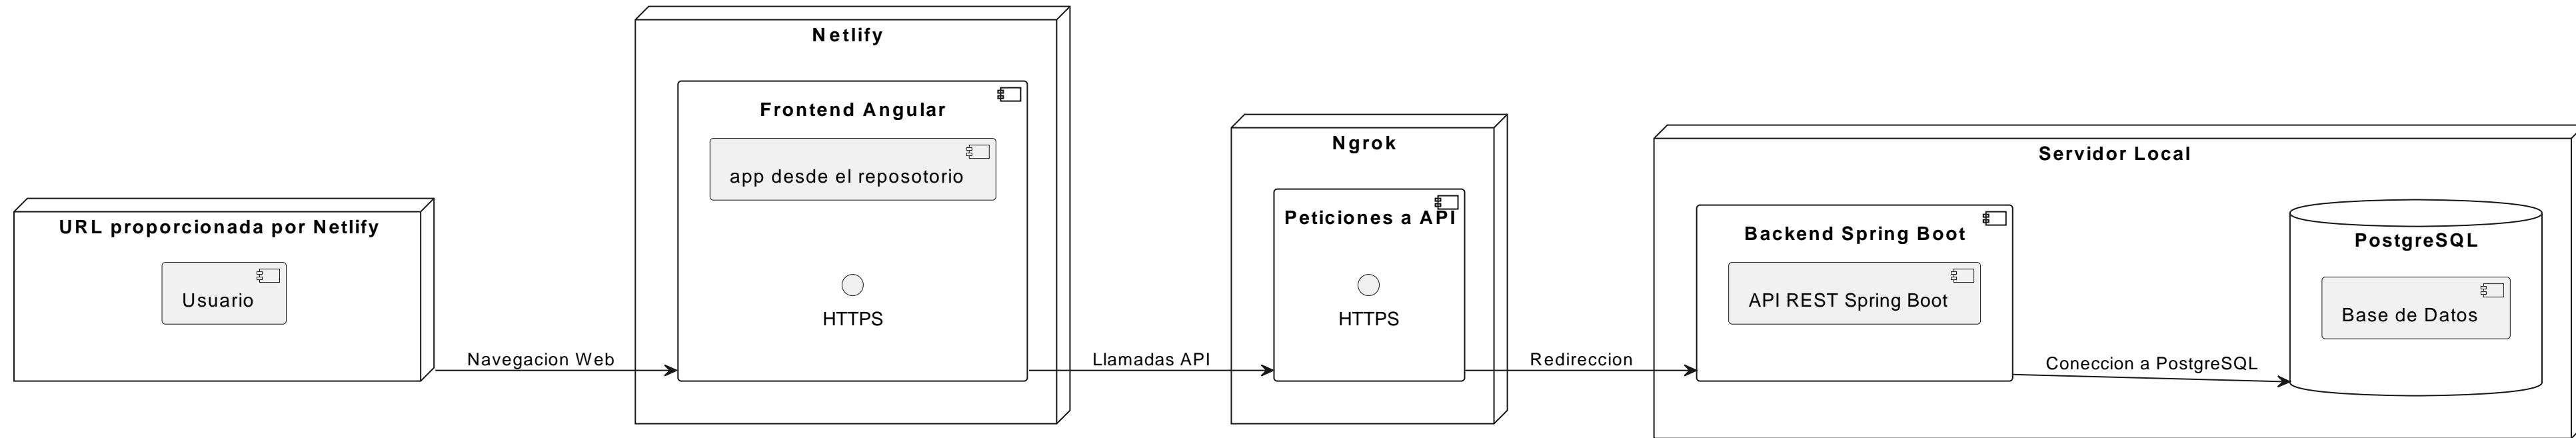 URL proporcionada por Netlify
Usuario
Navegacion Web
Netlify
Frontend Angular
app desde el reposotorio
HTTPS
Llamadas API
Ngrok
Peticiones a API
HTTPS
Redireccion
Servidor Local
Backend Spring Boot
API REST Spring Boot
Coneccion a PostgreSQL
PostgreSQL
Base de Datos